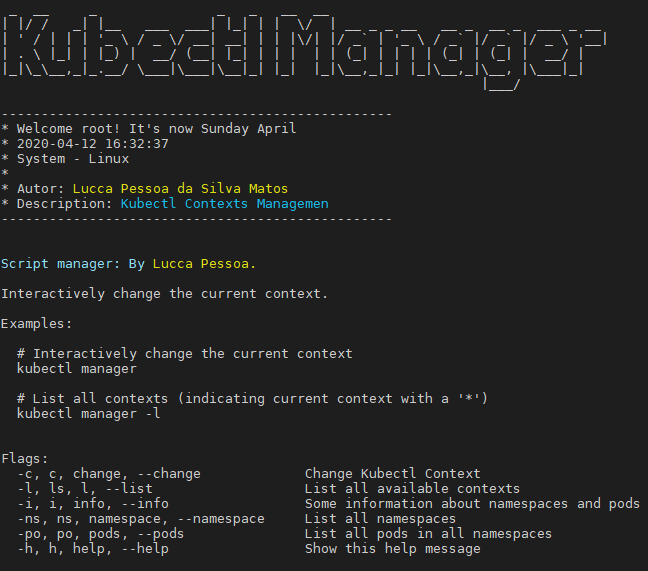 Kubectl Manager
-------------------------------------------------
* Welcome root! It's now Sunday April
* 2020-04-12 16:32:37
* System - Linux
*
* Autor: Lucca Pessoa da Silva Matos
* Description: Kubectl Contexts Managemen
-------------------------------------------------
Script manager: By Lucca Pessoa.
Interactively change the current context.
Examples:
# Interactively change the current context
kubectl manager
# List all contexts (indicating current context with a '*')
kubectl manager -l
Flags:
-c, c, change, --change Change Kubectl Context
-l, ls, l, --list List all available contexts
-i, i, info, --info Some information about namespaces and pods
-ns, ns, namespace, --namespace List all namespaces
-po, po, pods, --pods List all pods in all namespaces
-h, h, help, --help Show this help message